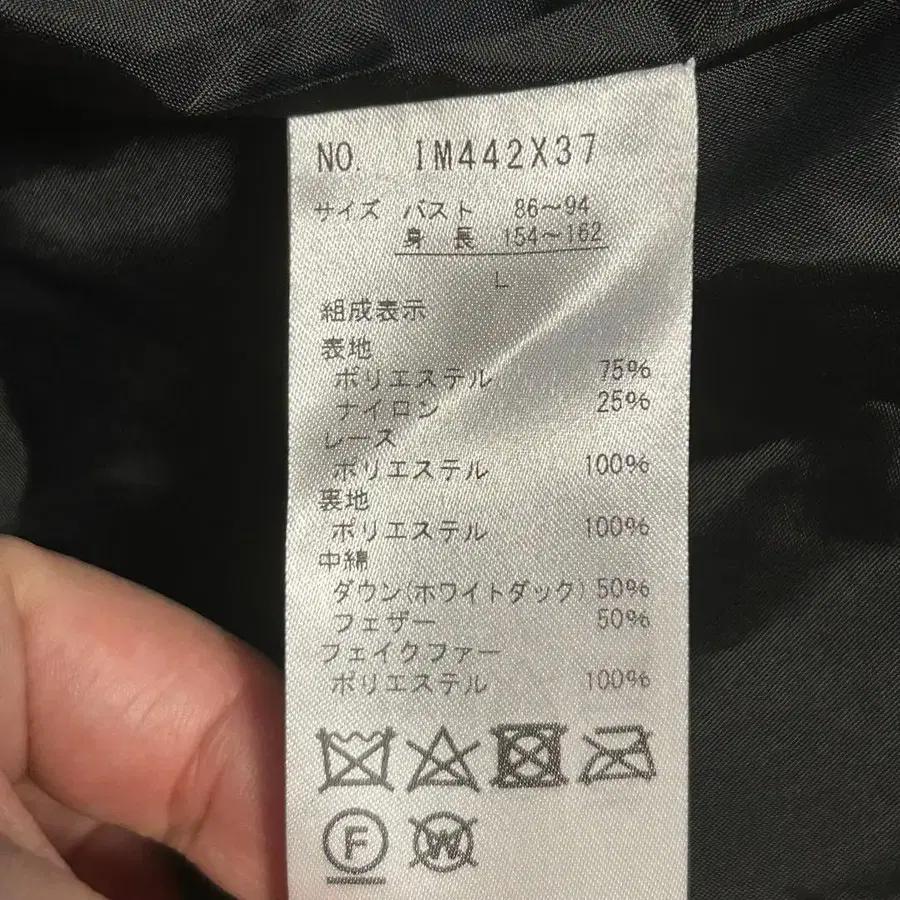 NO. IM442X37
サイズ バスト 86～94
身長 154～162
L
組成表示
表地
ポリエステル 75%
ナイロン 25%
レース
ポリエステル 100%
裏地
ポリエステル 100%
中綿
ダウン(ホワイトダック) 50%
フェザー 50%
フェイクファー
ポリエステル 100%
F W